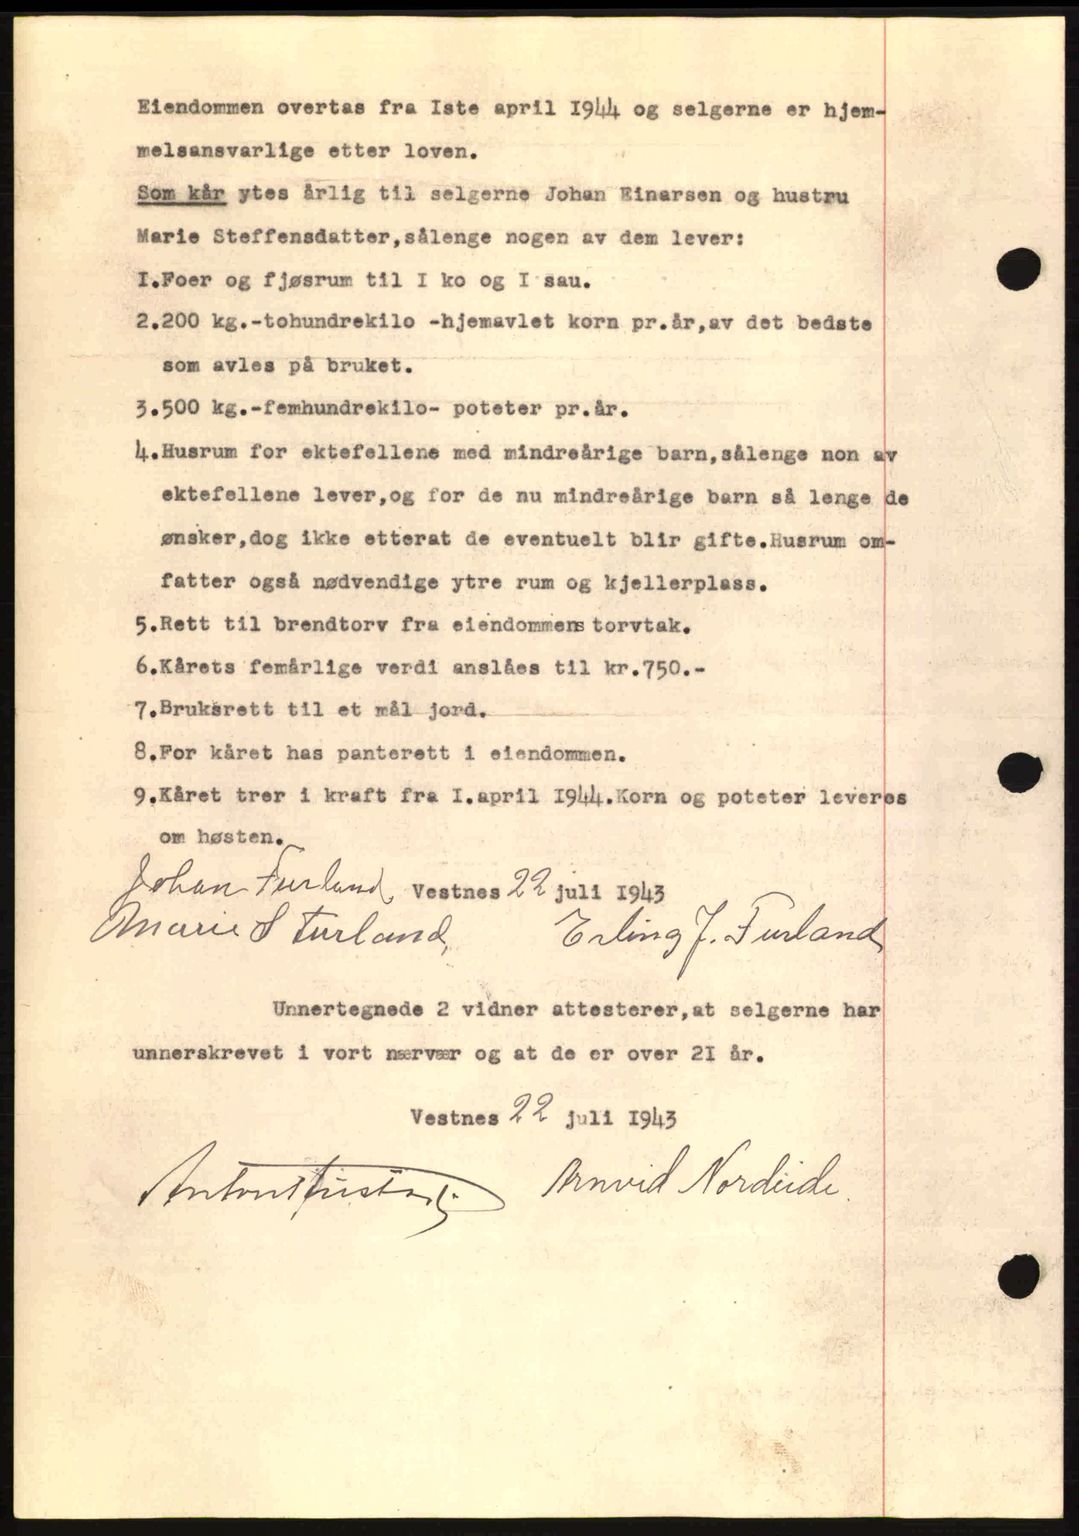 Eiendommen overtas fra Iste april I944 og selgerne er hjem-
melsansvarlige etter loven.
Som kår ytes årlig til selgerne Johan Einarsen og hustru
Marie Steffensdatter,sålenge nogen av dem lever:
I.Foer og fjøsrum til I ko og I sau.
2.200 kg.-tohundrekilo -hjemavlet korn pr.år,av det bedste
som avles på bruket.
3.500 kg.-femhundrekilo- poteter pr.år.
4.Husrum for ektefellene med mindreårige barn,sålenge non av
ektefellene lever,og for de nu mindreårige barn så lenge de
ønsker,dog ikke etterat de eventuelt blir gifte.Husrum om-
fatter også nødvendige ytre rum og kjellerplass.
5.Rett til brendtorv fra eiendommens torvtak.
6.Kårets femårlige verdi anslåes til kr.750.-
7.Bruksrett til et mål jord.
8.For kåret has panterett i eiendommen.
9.Kåret trer i kraft fra I.april I944.Korn og poteter leveres
om høsten.
Johan Furland, Vestnes 22 juli I943
Marie S Furland, Erling J. Furland
Unnertegnede 2 vidner attesterer,at selgerne har
unnerskrevet i vort nærvær og at de er over 2I år.
Vestnes 22 juli I943
Anton Arnvid Nordeide.